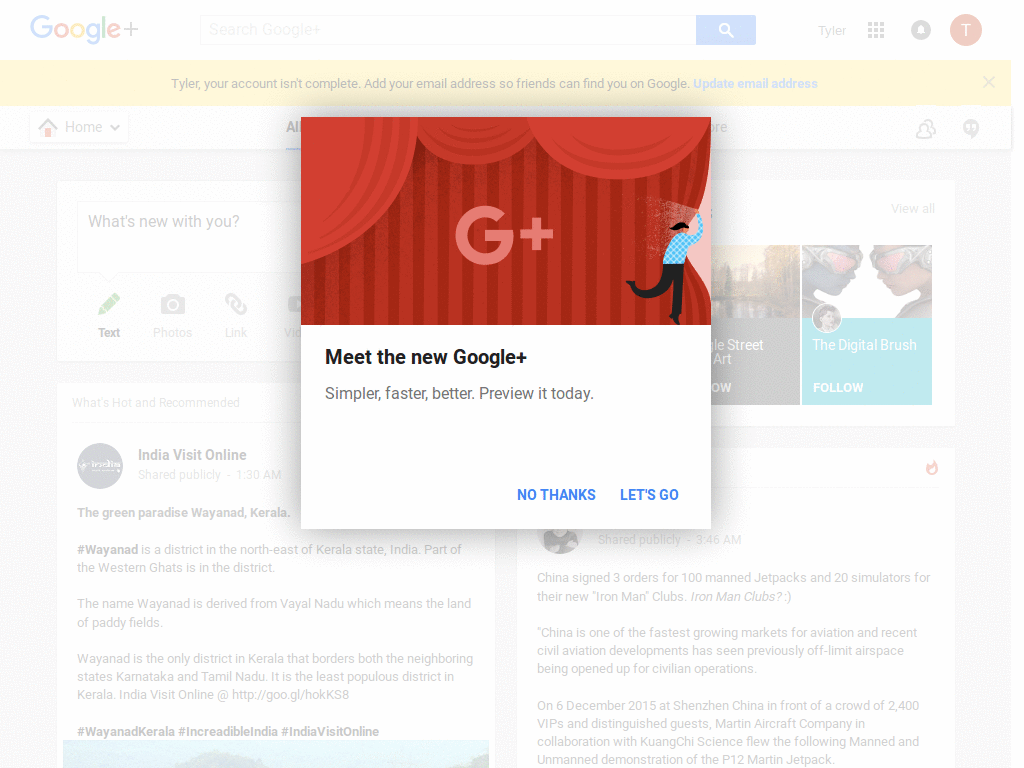 Google+
Search Google+
Tyler
T
Tyler, your account isn't complete. Add your email address so friends can find you on Google. Update email address
Home
View all
What's new with you?
G+
Text
Photos
Link
The Digital Brush
Street
Art
FOLLOW
Meet the new Google+
Simpler, faster, better. Preview it today.
NO THANKS
LET'S GO
What's Hot and Recommended
India Visit Online
Shared publicly - 1:30 AM
The green paradise Wayanad, Kerala.
#Wayanad is a district in the north-east of Kerala state, India. Part of
the Western Ghats is in the district.
The name Wayanad is derived from Vayal Nadu which means the land
of paddy fields.
Wayanad is the only district in Kerala that borders both the neighboring
states Karnataka and Tamil Nadu. It is the least populous district in
Kerala. India Visit Online @ http://goo.gl/hokKS8
#WayanadKerala #IncreadibleIndia #IndiaVisitOnline
Shared publicly - 3:46 AM
China signed 3 orders for 100 manned Jetpacks and 20 simulators for
their new "Iron Man" Clubs. Iron Man Clubs? :)
"China is one of the fastest growing markets for aviation and recent
civil aviation developments has seen previously off-limit airspace
being opened up for civilian operations.
On 6 December 2015 at Shenzhen China in front of a crowd of 2,400
VIPs and distinguished guests, Martin Aircraft Company in
collaboration with KuangChi Science flew the following Manned and
Unmanned demonstration of the P12 Martin Jetpack.